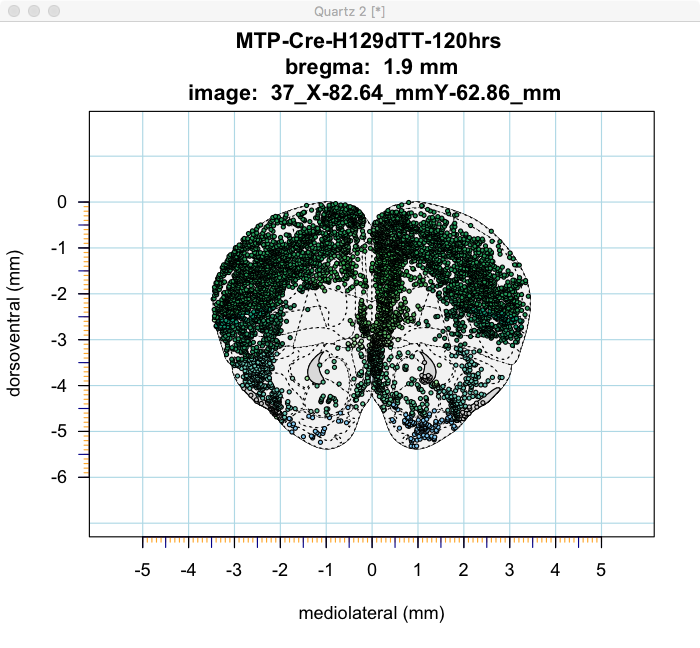 Quartz 2 [*]
MTP-Cre-H129dTT-120hrs
bregma: 1.9 mm
image: 37_X-82.64_mmY-62.86_mm
0
-1
-2
-3
-4
-5
-6
dorsoventral (mm)
-5 -4 -3 -2 -1 0 1 2 3 4 5
mediolateral (mm)